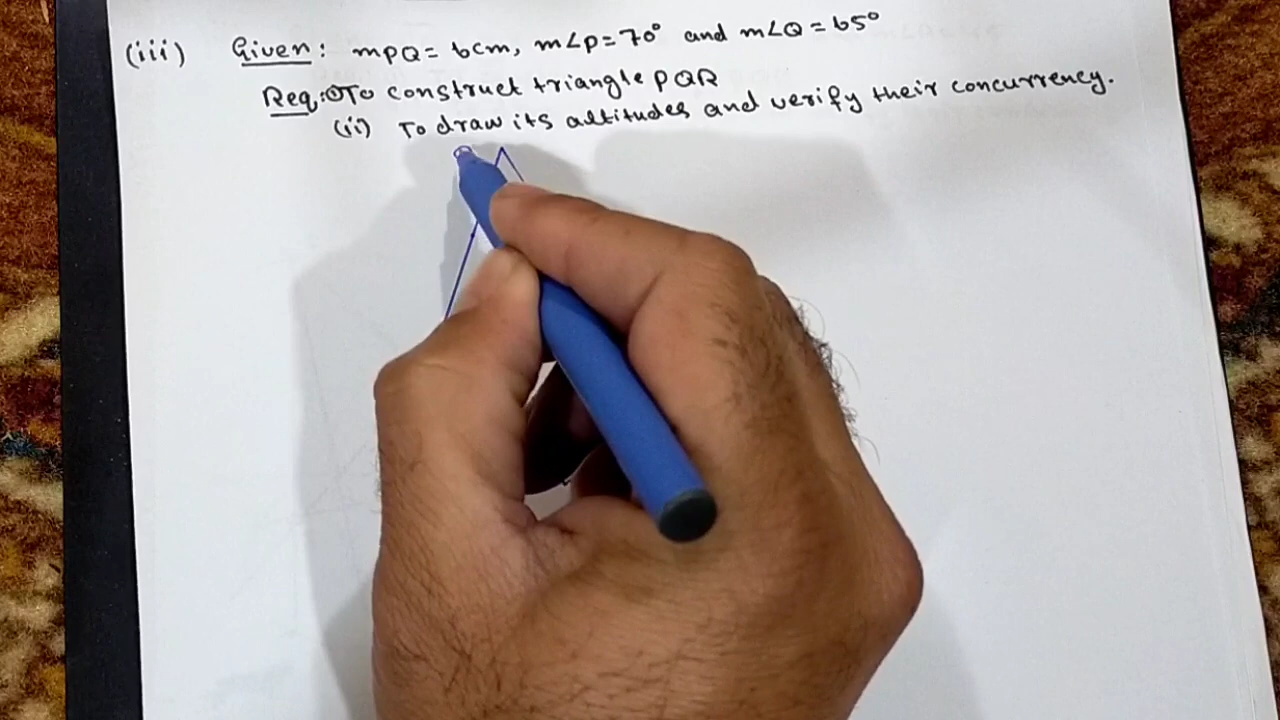 (iii) Given: mPQ = 6cm, m∠P = 70° and m∠Q = 65°
Req: (i) To construct triangle PQR
(ii) To draw its altitudes and verify their concurrency.